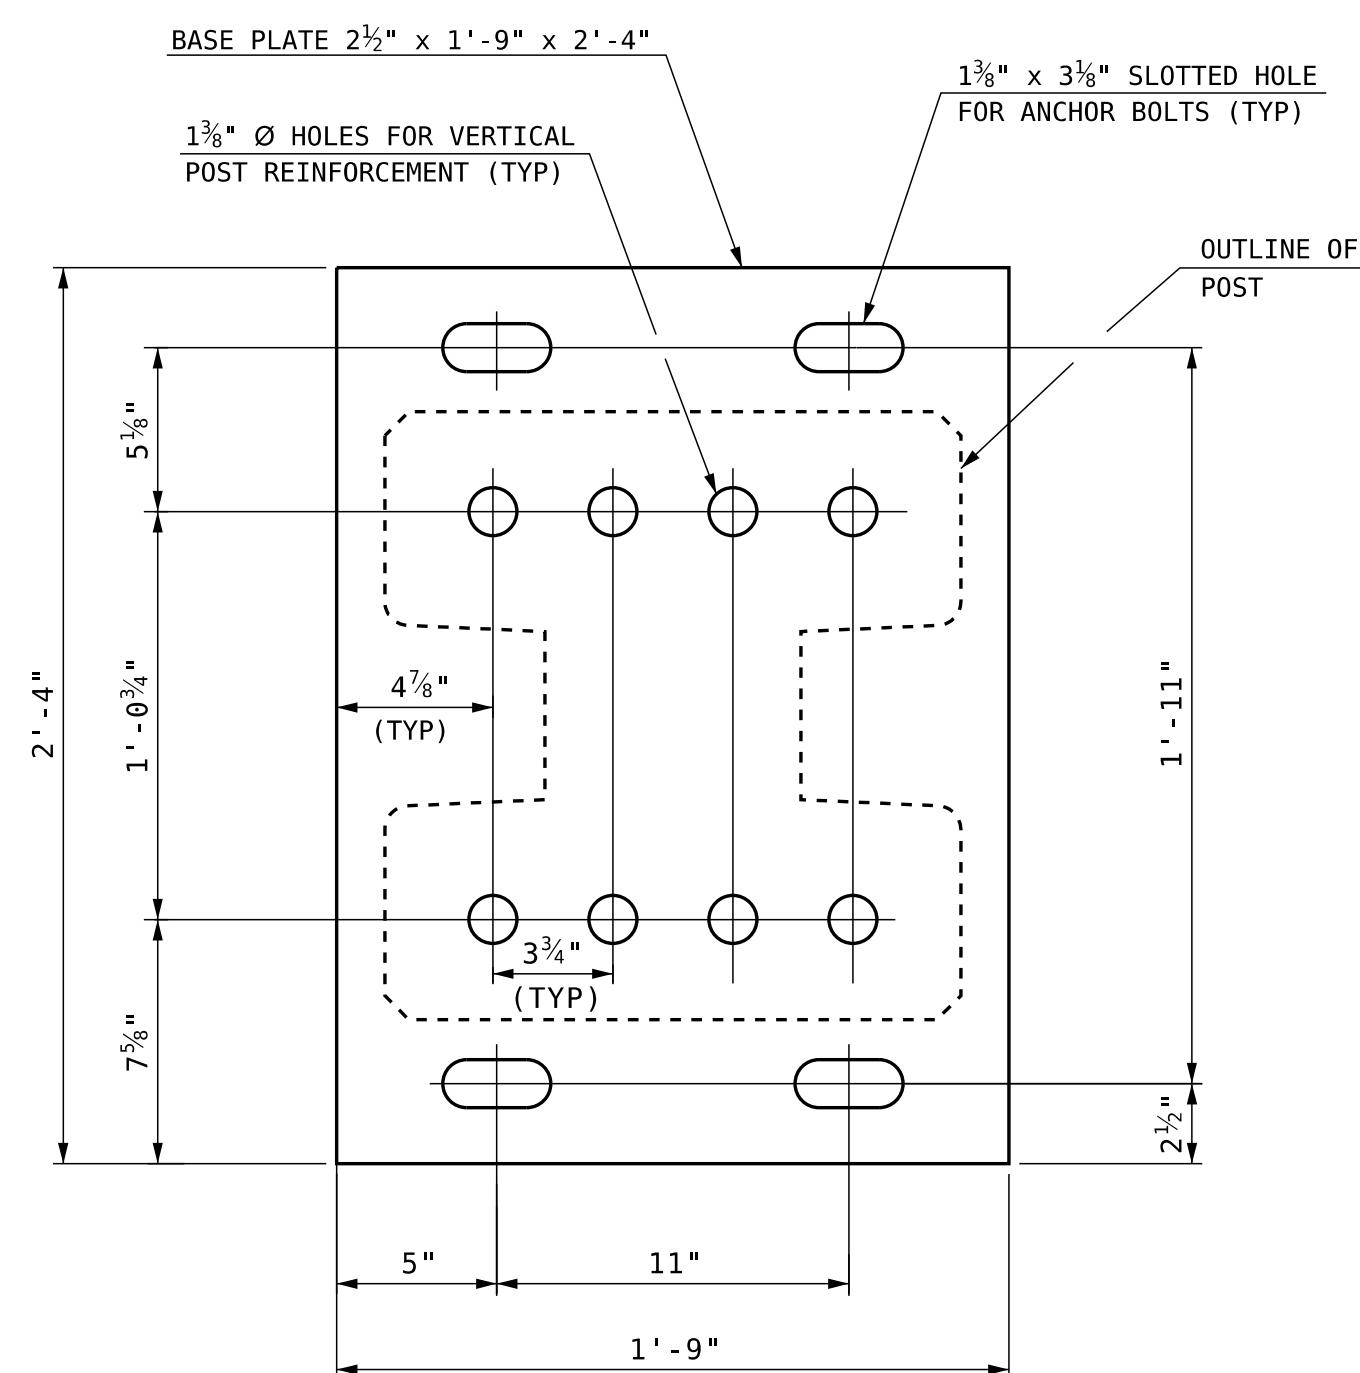 BASE PLATE 2½" x 1'-9" x 2'-4"
1⅜" x 3⅛" SLOTTED HOLE
FOR ANCHOR BOLTS (TYP)
1⅜" Ø HOLES FOR VERTICAL
POST REINFORCEMENT (TYP)
OUTLINE OF
POST
5⅛"
2'-4"
1'-0¾"
4⅞"
(TYP)
1'-11"
3¾"
(TYP)
7⅝"
2½"
5"
11"
1'-9"